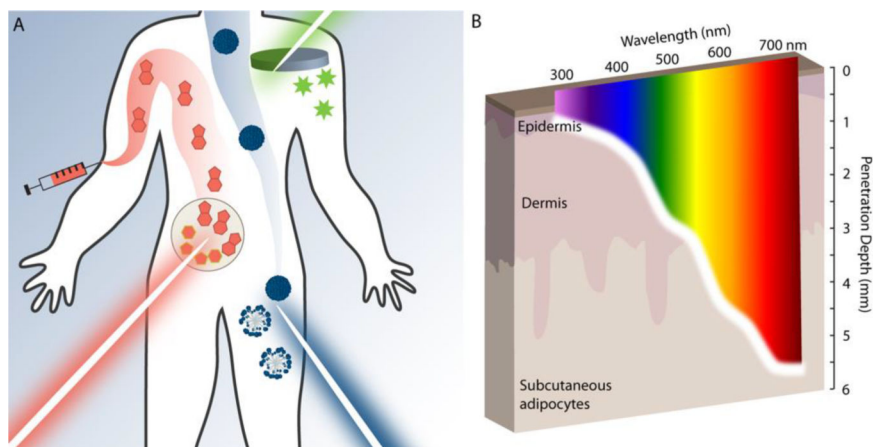 A
B
Wavelength (nm)
300 400 500 600 700 nm
0
Epidermis
1
2
Dermis
3
4
5
Subcutaneous
adipocytes
6
Penetration Depth (mm)